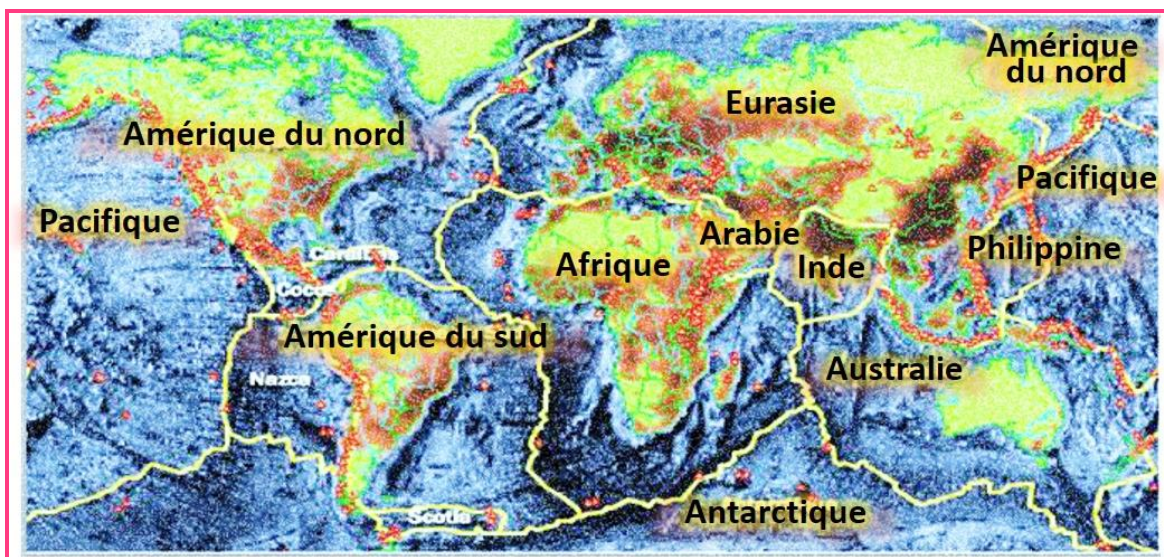 Amérique
du nord
Eurasie
Amérique du nord
Pacifique
Pacifique
Arabie
Philippine
Afrique
Inde
Cocos
Amérique du sud
Australie
Nazca
Antarctique
Scotia